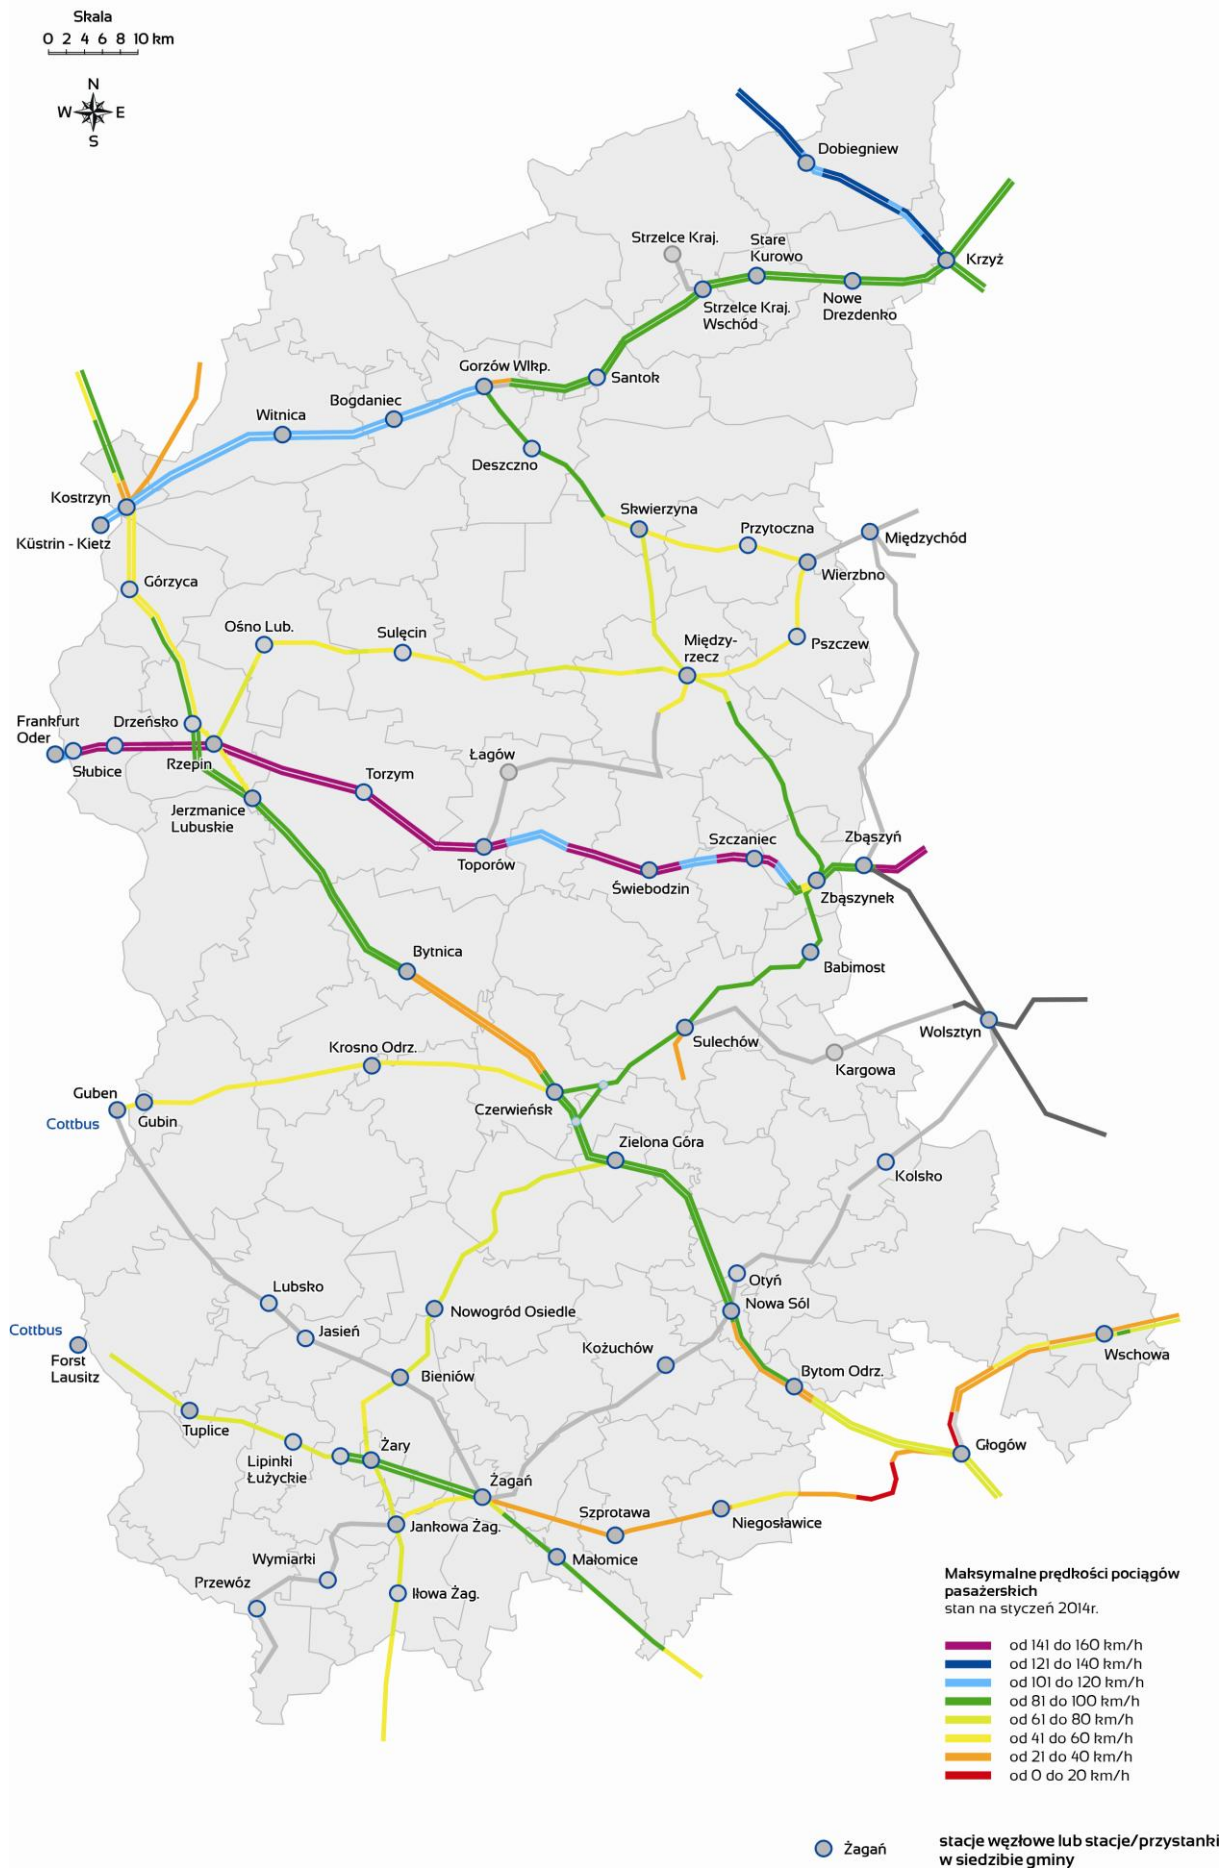 Skala
0 2 4 6 8 10 km
N
W E
S
Dobiegniew
Strzelce Kraj.
Stare
Kurowo
Krzyż
Strzelce Kraj.
Wschód
Nowe
Drezdenko
Gorzów Wlkp.
Santok
Bogdaniec
Witnica
Deszczno
Kostrzyn
Küstrin - Kietz
Skwierzyna
Przytoczna
Międzychód
Wierzbno
Górzyca
Ośno Lub.
Sulęcin
Między-
rzecz
Pszczew
Frankfurt
Oder
Drzeńsko
Słubice
Rzepin
Łagów
Torzym
Jerzmanice
Lubuskie
Toporów
Szczaniec
Zbąszyń
Świebodzin
Zbąszynek
Bytnica
Babimost
Krosno Odrz.
Sulechów
Wolsztyn
Kargowa
Guben
Cottbus
Gubin
Czerwieńsk
Zielona Góra
Kolsko
Otyń
Lubsko
Nowogród Osiedle
Nowa Sól
Cottbus
Forst
Lausitz
Jasień
Kożuchów
Wschowa
Bieniów
Bytom Odrz.
Tuplice
Lipinki
Łużyckie
Żary
Głogów
Żagań
Szprotawa
Niegosławice
Jankowa Żag.
Małomice
Wymiarki
Przewóz
Iłowa Żag.
Maksymalne prędkości pociągów
pasażerskich
stan na styczeń 2014r.
od 141 do 160 km/h
od 121 do 140 km/h
od 101 do 120 km/h
od 81 do 100 km/h
od 61 do 80 km/h
od 41 do 60 km/h
od 21 do 40 km/h
od 0 do 20 km/h
Żagań
stacje węzłowe lub stacje/przystanki
w siedzibie gminy